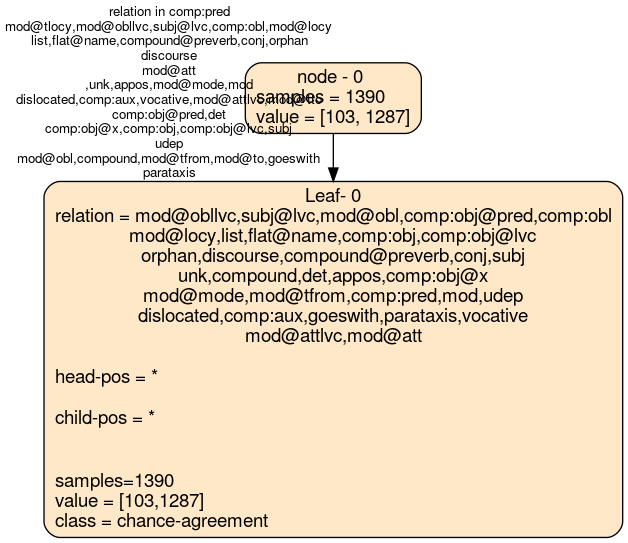 relation in comp:pred
mod@tlocy,mod@obllvc,subj@lvc,comp:obl,mod@locy
list,flat@name,compound@preverb,conj,orphan
discourse
mod@att
,unk,appos,mod@mode,mod
dislocated,comp:aux,vocative,mod@attlvc,
comp:obj@pred,det
comp:obj@x,comp:obj,comp:obj@lvc,subj
udep
mod@obl,compound,mod@tfrom,mod@to,goeswith
parataxis
node - 0
samples = 1390
value = [103, 1287]
Leaf- 0
relation = mod@obllvc,subj@lvc,mod@obl,comp:obj@pred,comp:obl
mod@locy,list,flat@name,comp:obj,comp:obj@lvc
orphan,discourse,compound@preverb,conj,subj
unk,compound,det,appos,comp:obj@x
mod@mode,mod@tfrom,comp:pred,mod,udep
dislocated,comp:aux,goeswith,parataxis,vocative
mod@attlvc,mod@att
head-pos = *
child-pos = *
samples=1390
value = [103,1287]
class = chance-agreement